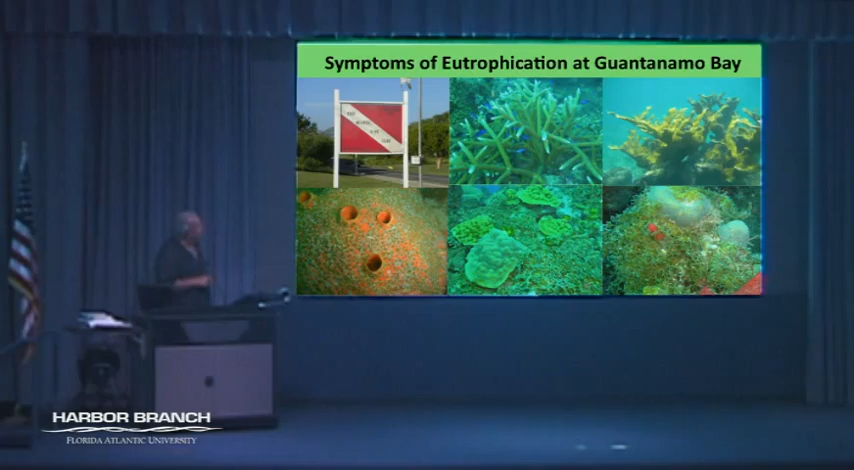 Symptoms of Eutrophication at Guantanamo Bay
HARBOR BRANCH
FLORIDA ATLANTIC UNIVERSITY